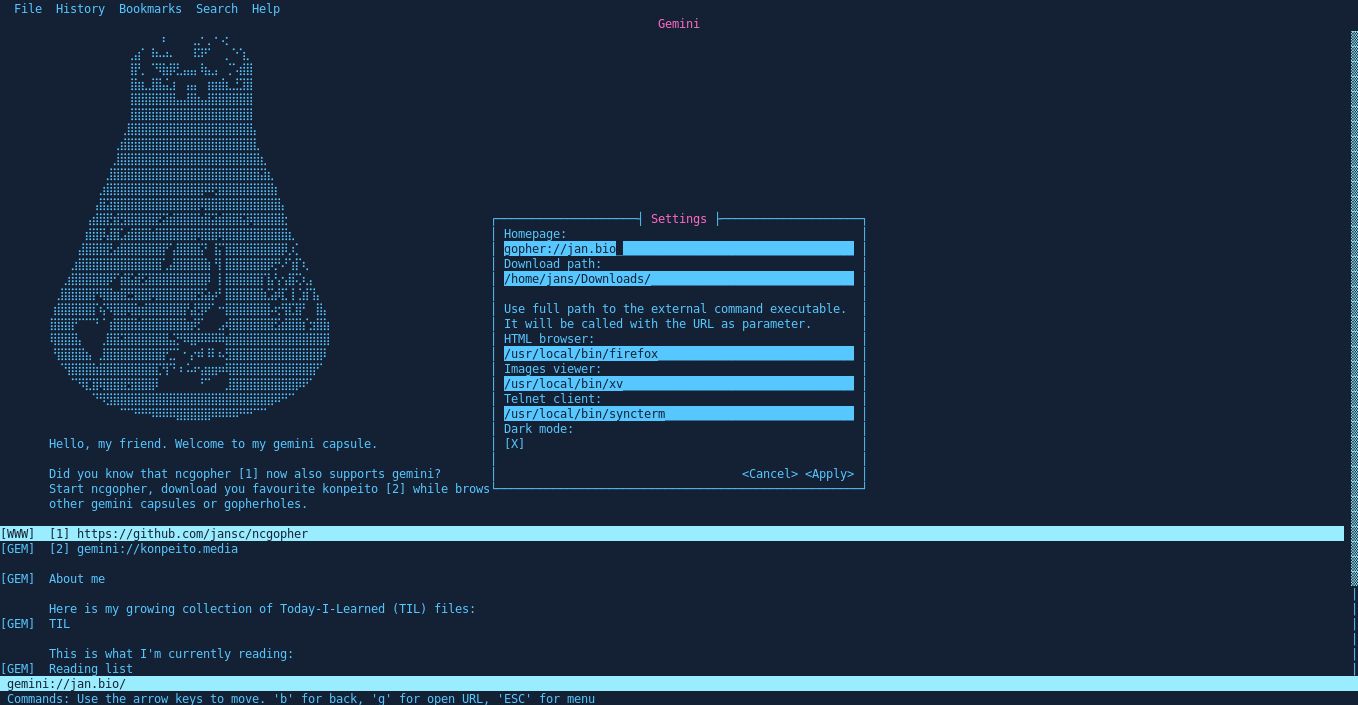 File  History  Bookmarks  Search  Help
Gemini
Settings
Homepage:
gopher://jan.bio
Download path:
/home/jans/Downloads/
Use full path to the external command executable.
It will be called with the URL as parameter.
HTML browser:
/usr/local/bin/firefox
Images viewer:
/usr/local/bin/xv
Telnet client:
/usr/local/bin/syncterm
Dark mode:
[X]
<Cancel> <Apply>
Hello, my friend. Welcome to my gemini capsule.
Did you know that ncgopher [1] now also supports gemini?
Start ncgopher, download you favourite konpeito [2] while brows
other gemini capsules or gopherholes.
[WWW]  [1] https://github.com/jansc/ncgopher
[GEM]  [2] gemini://konpeito.media
[GEM]  About me
Here is my growing collection of Today-I-Learned (TIL) files:
[GEM]  TIL
This is what I'm currently reading:
[GEM]  Reading list
gemini://jan.bio/
Commands: Use the arrow keys to move. 'b' for back, 'g' for open URL, 'ESC' for menu